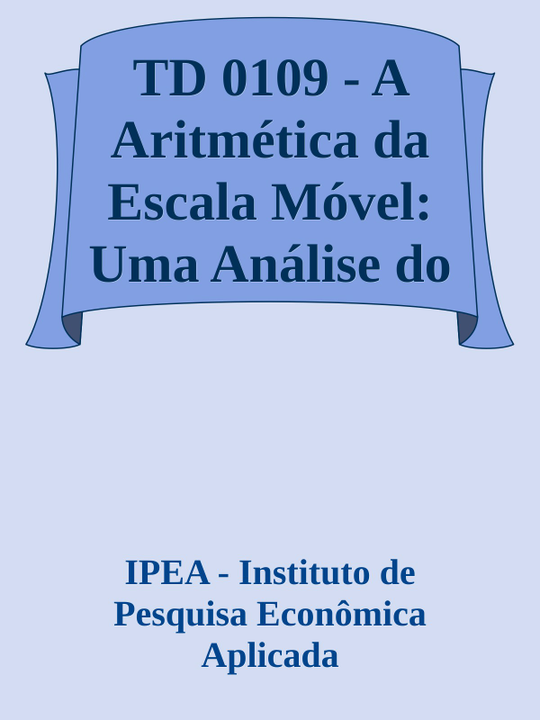 TD 0109 - A
Aritmética da
Escala Móvel:
Uma Análise do
IPEA - Instituto de
Pesquisa Econômica
Aplicada